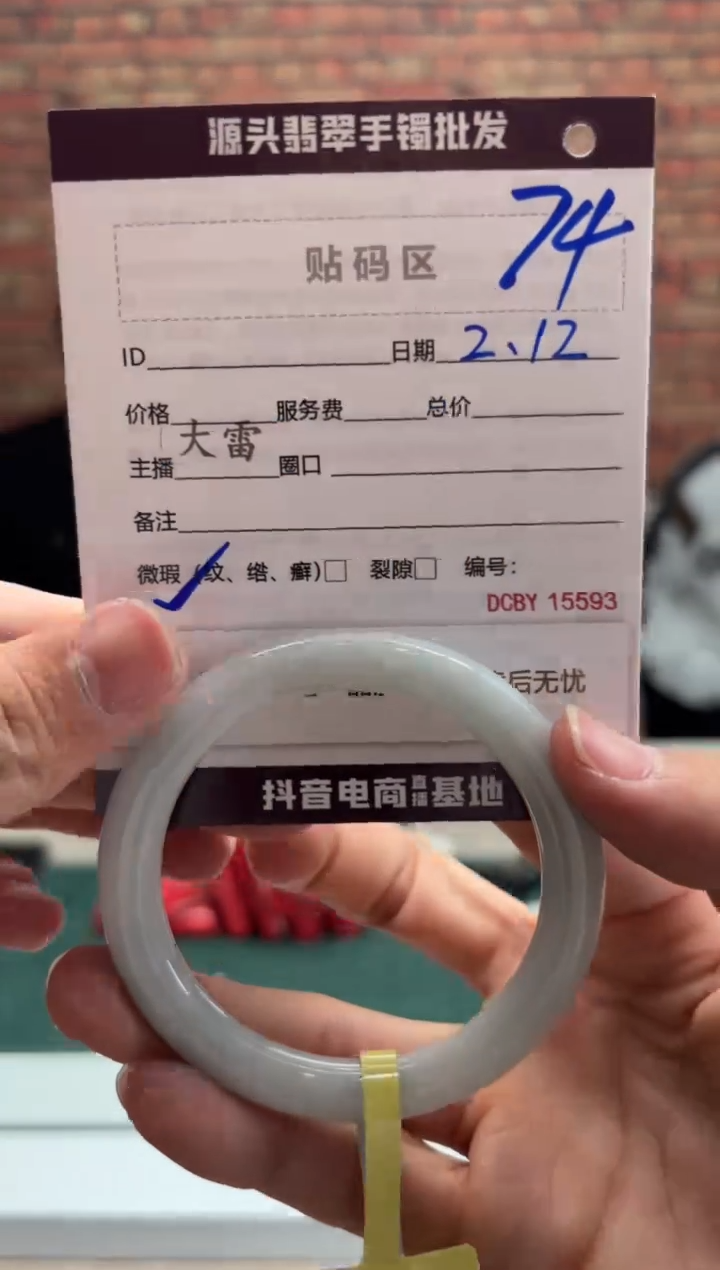 源头翡翠手镯批发
74
贴码区
ID 日期 2、12
价格 服务费 总价
大雷
主播 圈口
备注
微瑕 ✓ (纹、绺、癣)□ 裂隙□ 编号:
DCBY 15593
后无忧
抖音电商直播基地